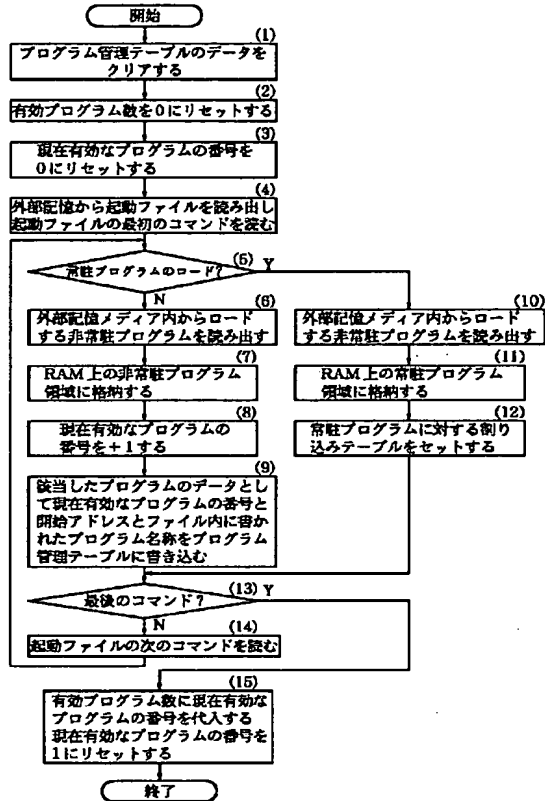 開始
(1)
プログラム管理テーブルのデータを
クリアする
(2)
有効プログラム数を0にリセットする
(3)
現在有効なプログラムの番号を
0にリセットする
(4)
外部記憶から起動ファイルを読み出し
起動ファイルの最初のコマンドを読む
(5)
常駐プログラムのロード? Y
N
(6)
外部記憶メディア内からロード
する非常駐プログラムを読み出す
(7)
RAM上の非常駐プログラム
領域に格納する
(8)
現在有効なプログラムの
番号を+1する
(9)
該当したプログラムのデータとし
て現在有効なプログラムの番号と
開始アドレスとファイル内に書か
れたプログラム名称をプログラム
管理テーブルに書き込む
(10)
外部記憶メディア内からロード
する非常駐プログラムを読み出す
(11)
RAM上の常駐プログラム
領域に格納する
(12)
常駐プログラムに対する割り
込みテーブルをセットする
(13)
最後のコマンド? Y
N
(14)
起動ファイルの次のコマンドを読む
(15)
有効プログラム数に現在有効な
プログラムの番号を代入する
現在有効なプログラムの番号を
1にリセットする
終了